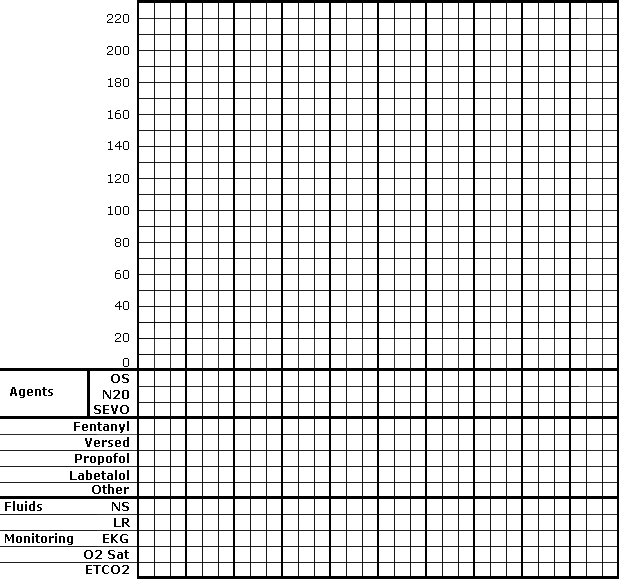 220
200
180
160
140
120
100
80
60
40
20
0
Agents OS
N20
SEVO
Fentanyl
Versed
Propofol
Labetalol
Other
Fluids NS
LR
Monitoring EKG
O2 Sat
ETCO2